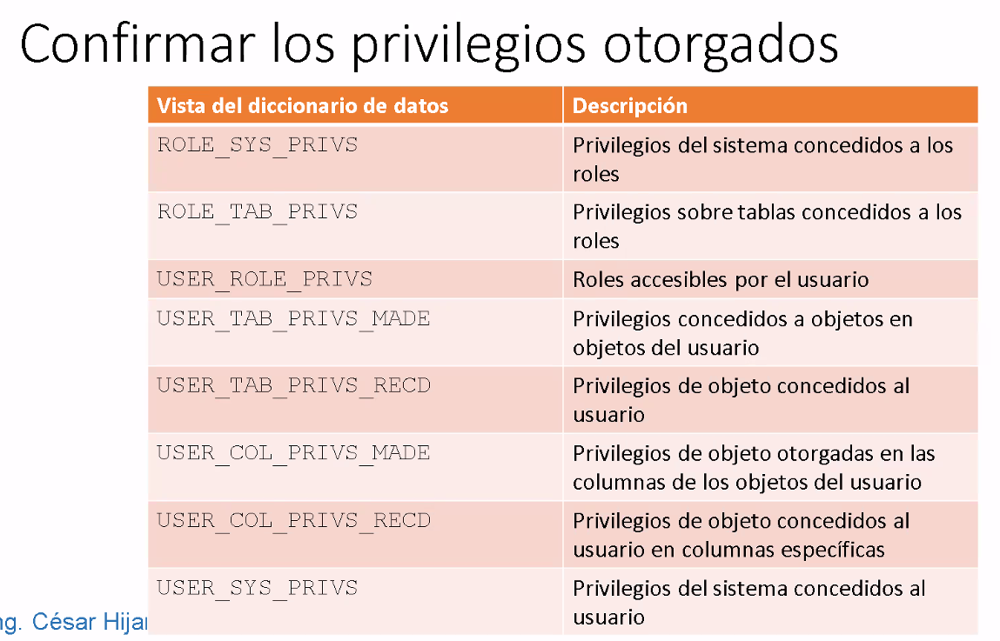 Confirmar los privilegios otorgados
Vista del diccionario de datos
Descripción
ROLE_SYS_PRIVS
Privilegios del sistema concedidos a los
roles
ROLE_TAB_PRIVS
Privilegios sobre tablas concedidos a los
roles
USER_ROLE_PRIVS
Roles accesibles por el usuario
USER_TAB_PRIVS_MADE
Privilegios concedidos a objetos en
objetos del usuario
USER_TAB_PRIVS_RECD
Privilegios de objeto concedidos al
usuario
USER_COL_PRIVS_MADE
Privilegios de objeto otorgadas en las
columnas de los objetos del usuario
USER_COL_PRIVS_RECD
Privilegios de objeto concedidos al
usuario en columnas específicas
USER_SYS_PRIVS
Privilegios del sistema concedidos al
usuario
César